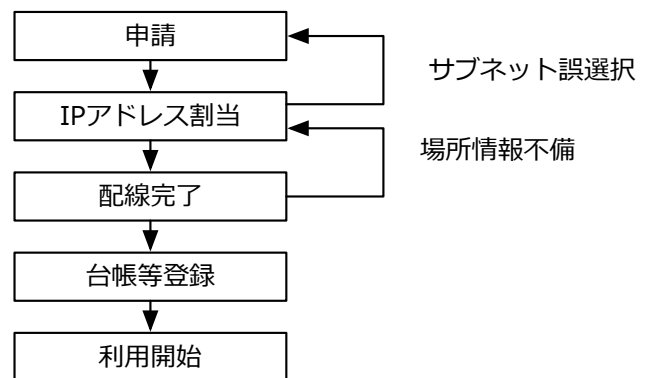 申請
サブネット誤選択
IPアドレス割当
場所情報不備
配線完了
台帳等登録
利用開始